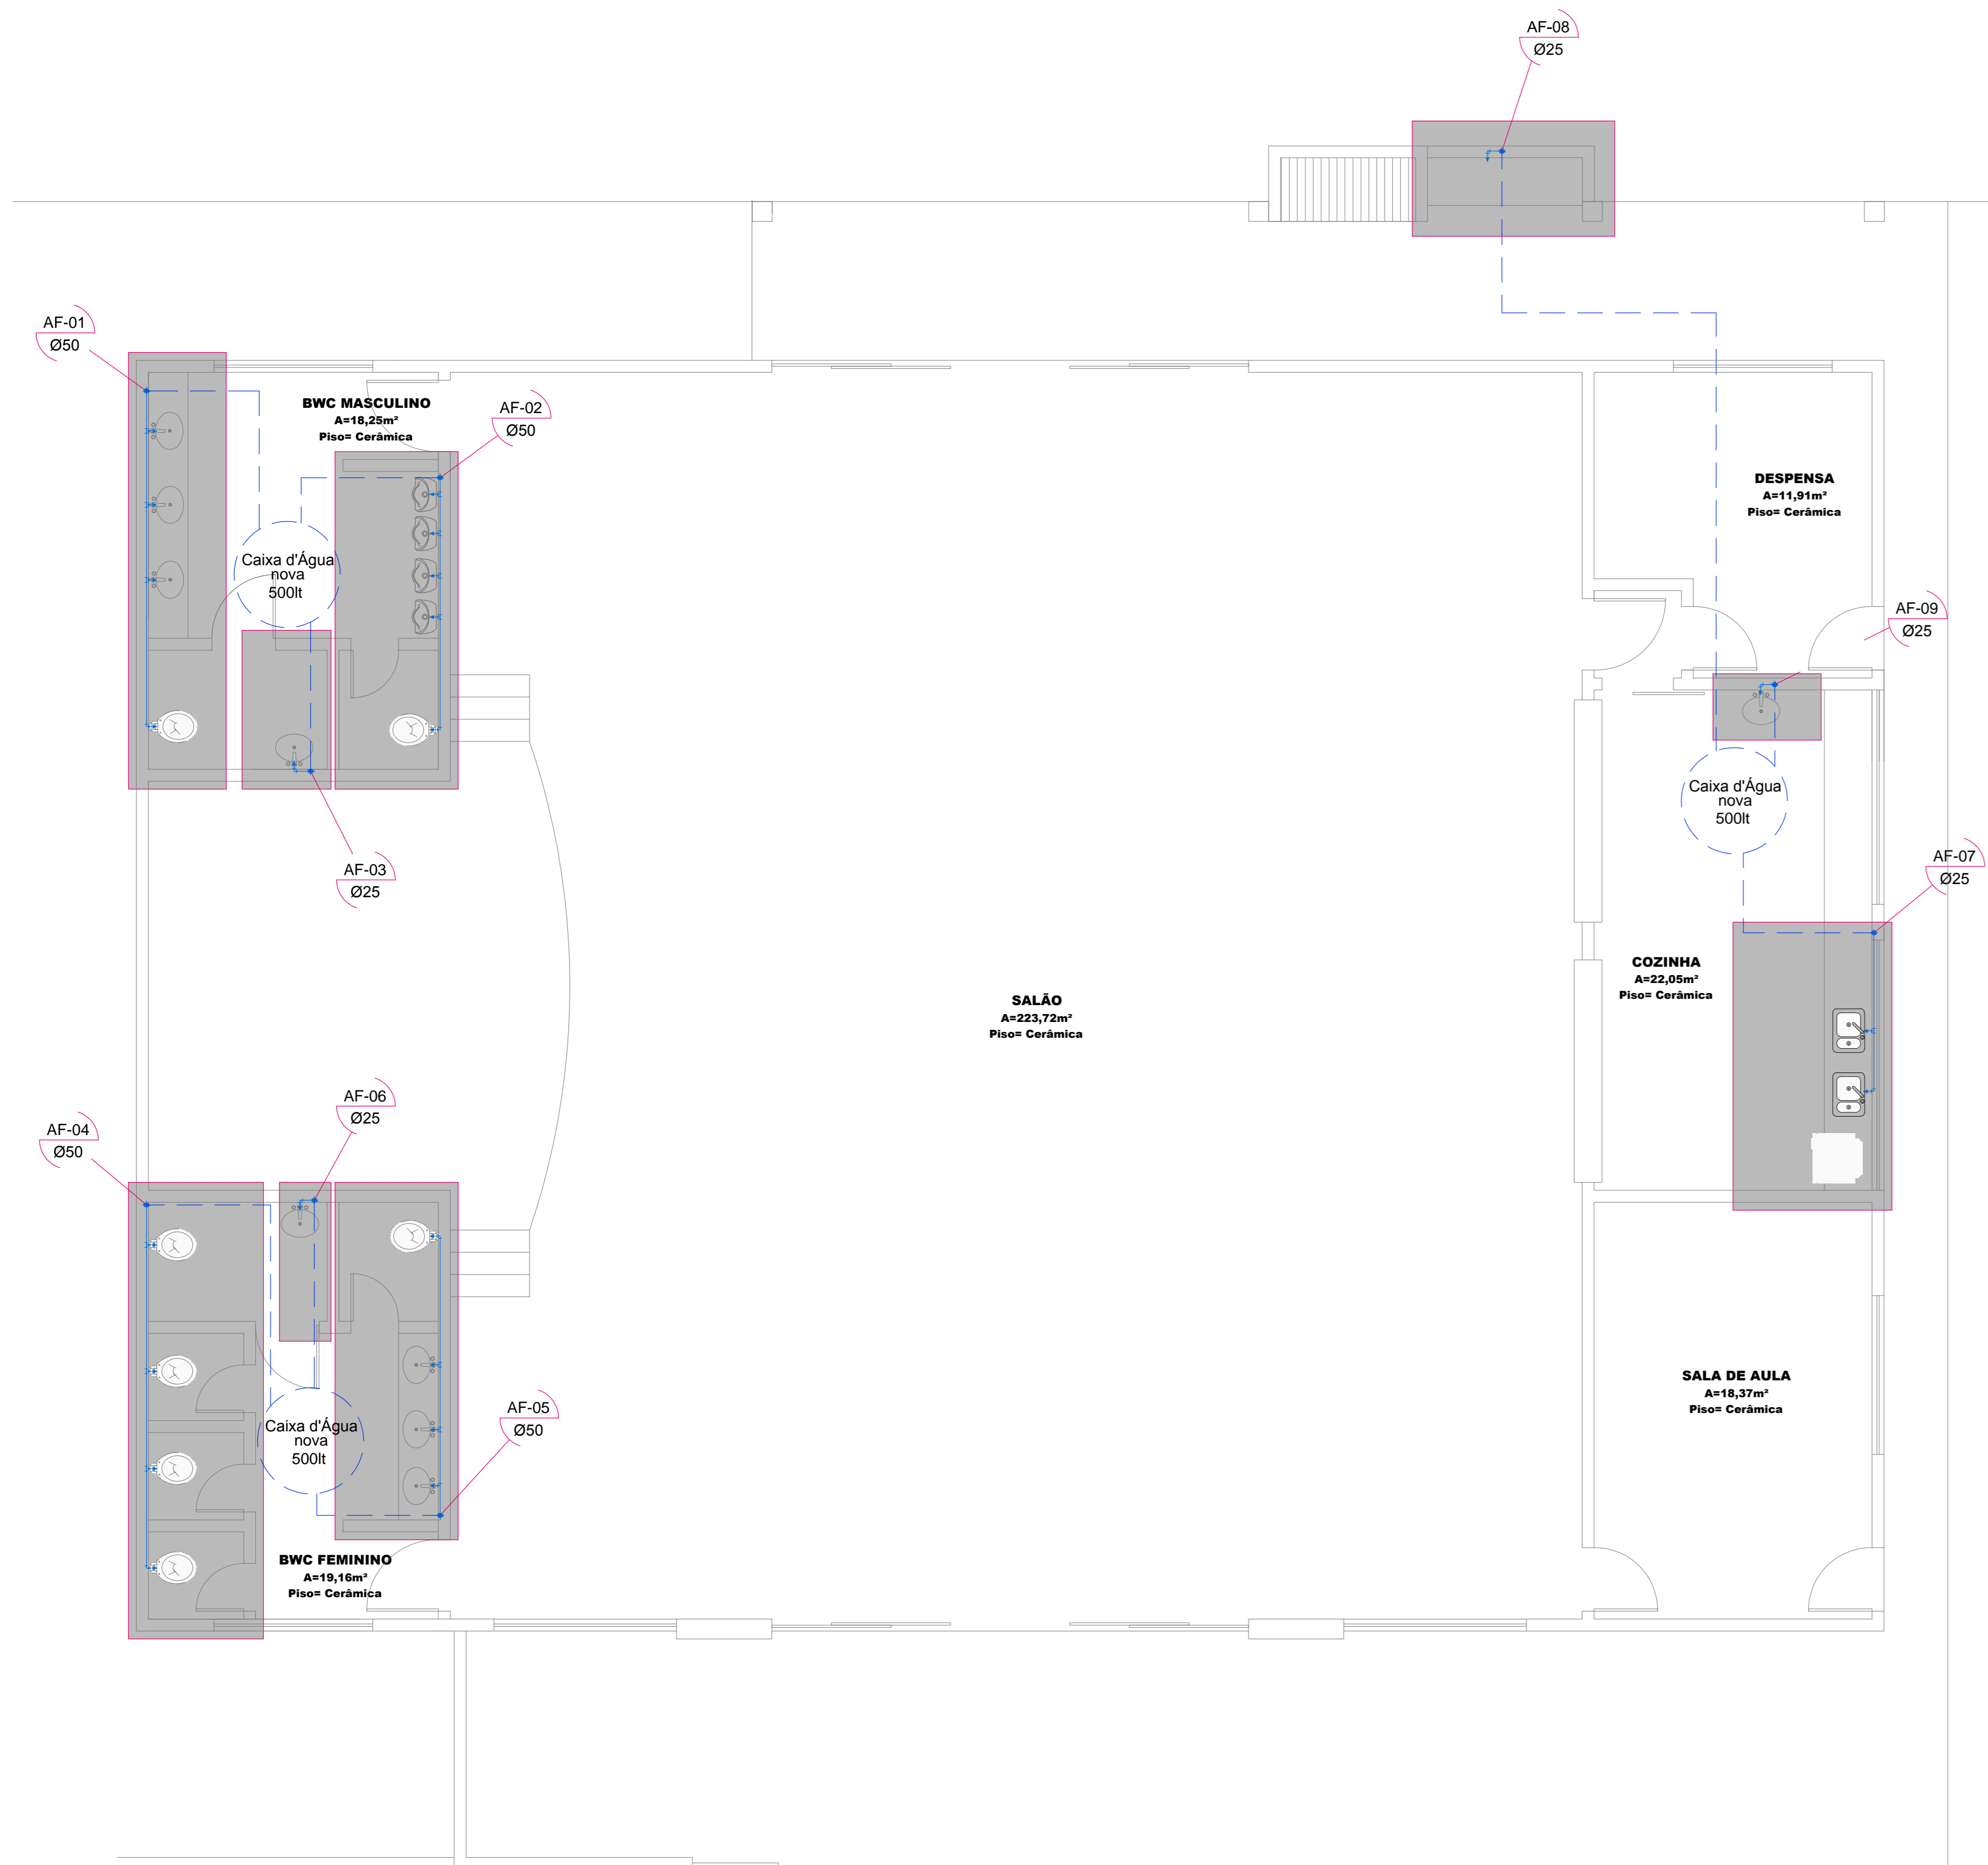 AF-08
Ø25
AF-01
Ø50
BWC MASCULINO
A=18,25m²
Piso= Cerâmica
AF-02
Ø50
DESPENSA
A=11,91m²
Piso= Cerâmica
Caixa d'Água
nova
500lt
AF-09
Ø25
Caixa d'Água
nova
500lt
AF-03
Ø25
AF-07
Ø25
COZINHA
A=22,05m²
Piso= Cerâmica
SALÃO
A=223,72m²
Piso= Cerâmica
AF-06
Ø25
AF-04
Ø50
SALA DE AULA
A=18,37m²
Piso= Cerâmica
AF-05
Ø50
Caixa d'Água
nova
500lt
BWC FEMININO
A=19,16m²
Piso= Cerâmica